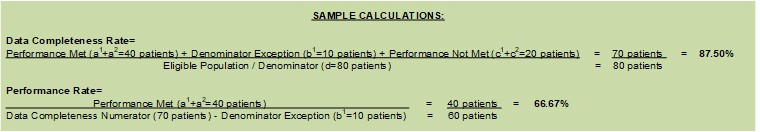 SAMPLE CALCULATIONS:
Data Completeness Rate=
Performance Met (a¹+a²=40 patients) + Denominator Exception (b¹=10 patients) + Performance Not Met (c¹+c²=20 patients) = 70 patients = 87.50%
Eligible Population / Denominator (d=80 patients) = 80 patients
Performance Rate=
Performance Met (a¹+a²=40 patients) = 40 patients = 66.67%
Data Completeness Numerator (70 patients) - Denominator Exception (b¹=10 patients) = 60 patients